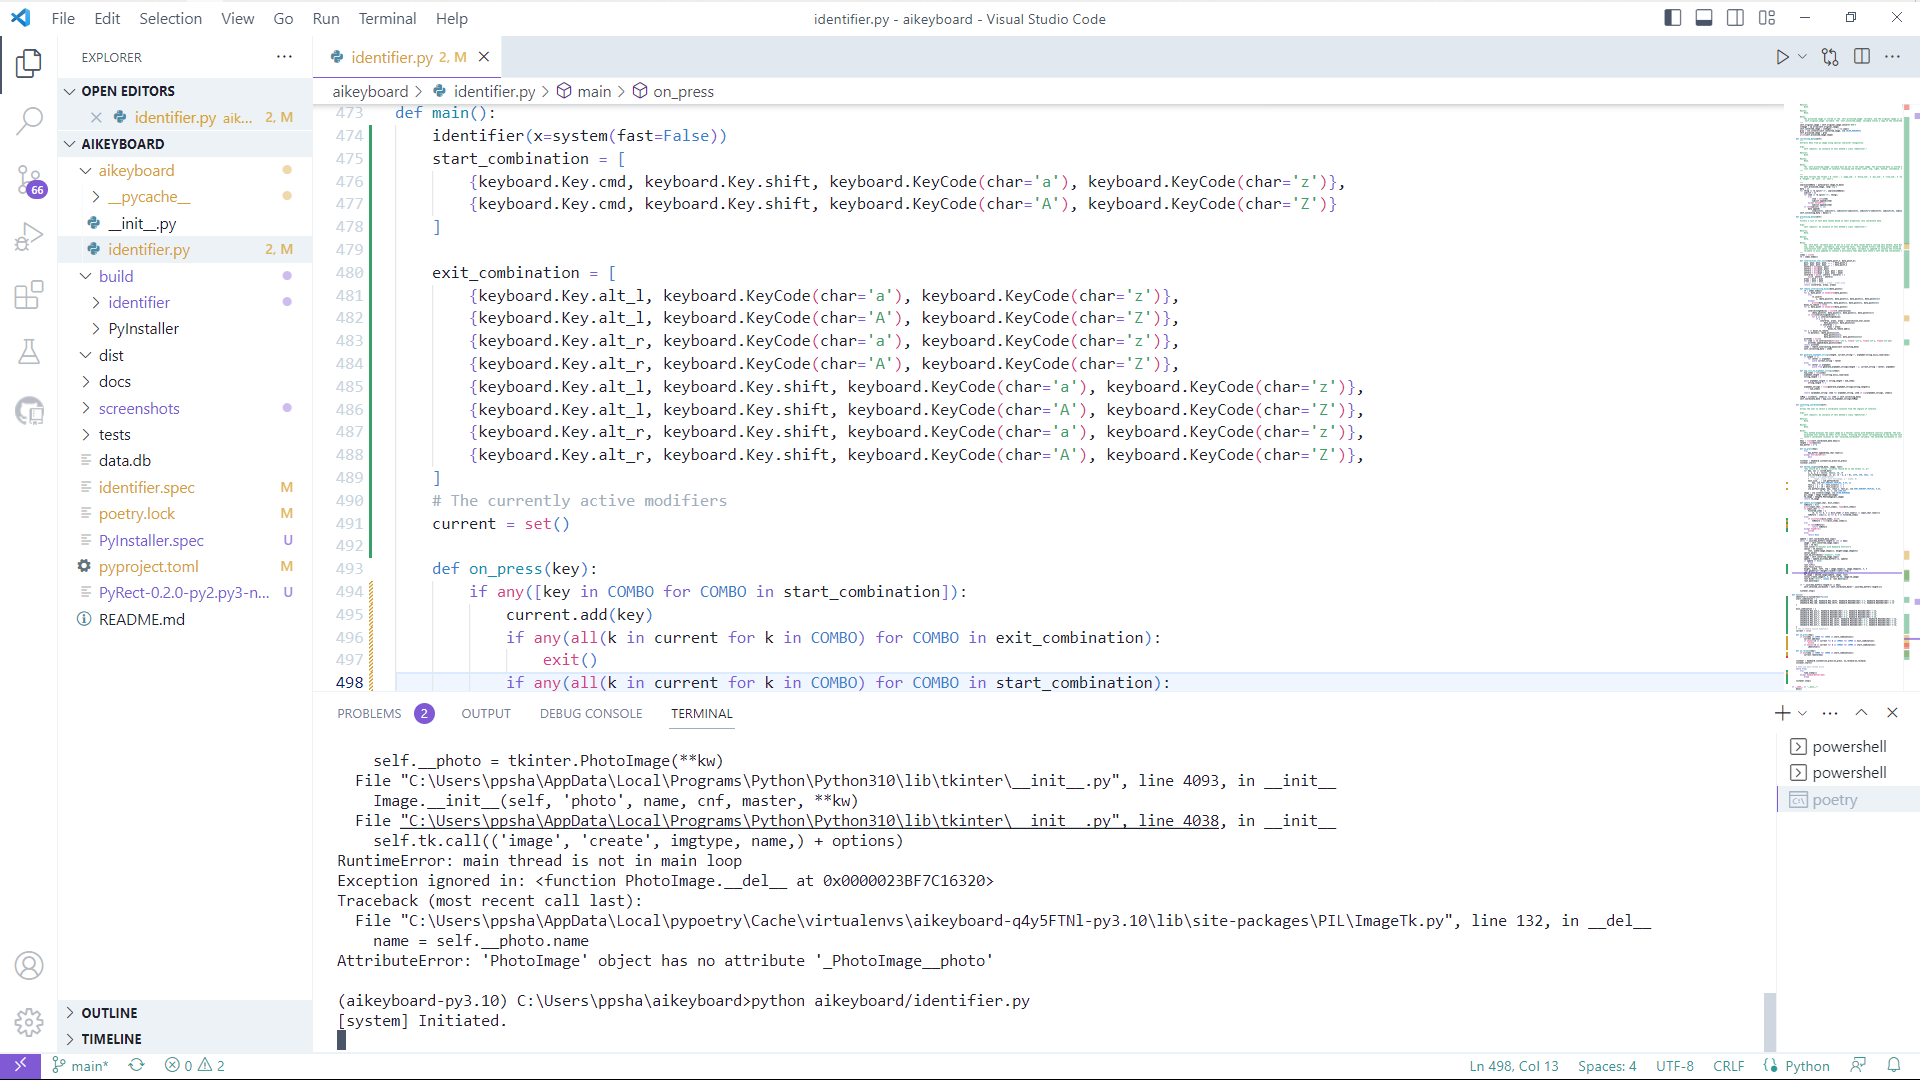 File Edit Selection View Go Run Terminal Help
identifier.py - aikeyboard - Visual Studio Code
EXPLORER
OPEN EDITORS
identifier.py aik... 2, M
AIKEYBOARD
aikeyboard
__pycache__
__init__.py
identifier.py 2, M
build
identifier
PyInstaller
dist
docs
screenshots
tests
data.db
identifier.spec M
poetry.lock M
PyInstaller.spec U
pyproject.toml M
PyRect-0.2.0-py2.py3-n... U
README.md
OUTLINE
TIMELINE
66
identifier.py 2, M
aikeyboard > identifier.py > main > on_press
473 def main():
474 identifier(x=system(fast=False))
475 start_combination = [
476 {keyboard.Key.cmd, keyboard.Key.shift, keyboard.KeyCode(char='a'), keyboard.KeyCode(char='z')},
477 {keyboard.Key.cmd, keyboard.Key.shift, keyboard.KeyCode(char='A'), keyboard.KeyCode(char='Z')}
478 ]
479
480 exit_combination = [
481 {keyboard.Key.alt_l, keyboard.KeyCode(char='a'), keyboard.KeyCode(char='z')},
482 {keyboard.Key.alt_l, keyboard.KeyCode(char='A'), keyboard.KeyCode(char='Z')},
483 {keyboard.Key.alt_r, keyboard.KeyCode(char='a'), keyboard.KeyCode(char='z')},
484 {keyboard.Key.alt_r, keyboard.KeyCode(char='A'), keyboard.KeyCode(char='Z')},
485 {keyboard.Key.alt_l, keyboard.Key.shift, keyboard.KeyCode(char='a'), keyboard.KeyCode(char='z')},
486 {keyboard.Key.alt_l, keyboard.Key.shift, keyboard.KeyCode(char='A'), keyboard.KeyCode(char='Z')},
487 {keyboard.Key.alt_r, keyboard.Key.shift, keyboard.KeyCode(char='a'), keyboard.KeyCode(char='z')},
488 {keyboard.Key.alt_r, keyboard.Key.shift, keyboard.KeyCode(char='A'), keyboard.KeyCode(char='Z')},
489 ]
490 # The currently active modifiers
491 current = set()
492
493 def on_press(key):
494 if any([key in COMBO for COMBO in start_combination]):
495 current.add(key)
496 if any(all(k in current for k in COMBO) for COMBO in exit_combination):
497 exit()
498 if any(all(k in current for k in COMBO) for COMBO in start_combination):
PROBLEMS 2 OUTPUT DEBUG CONSOLE TERMINAL
self.__photo = tkinter.PhotoImage(**kw)
File "C:\Users\ppsha\AppData\Local\Programs\Python\Python310\lib\tkinter\__init__.py", line 4093, in __init__
Image.__init__(self, 'photo', name, cnf, master, **kw)
File "C:\Users\ppsha\AppData\Local\Programs\Python\Python310\lib\tkinter\__init__.py", line 4038, in __init__
self.tk.call(('image', 'create', imgtype, name,) + options)
RuntimeError: main thread is not in main loop
Exception ignored in: <function PhotoImage.__del__ at 0x0000023BF7C16320>
Traceback (most recent call last):
File "C:\Users\ppsha\AppData\Local\pypoetry\Cache\virtualenvs\aikeyboard-q4y5FTNl-py3.10\lib\site-packages\PIL\ImageTk.py", line 132, in __del__
name = self.__photo.name
AttributeError: 'PhotoImage' object has no attribute '_PhotoImage__photo'
(aikeyboard-py3.10) C:\Users\ppsha\aikeyboard>python aikeyboard/identifier.py
[system] Initiated.
powershell
powershell
poetry
main* 0 2
Ln 498, Col 13 Spaces: 4 UTF-8 CRLF Python